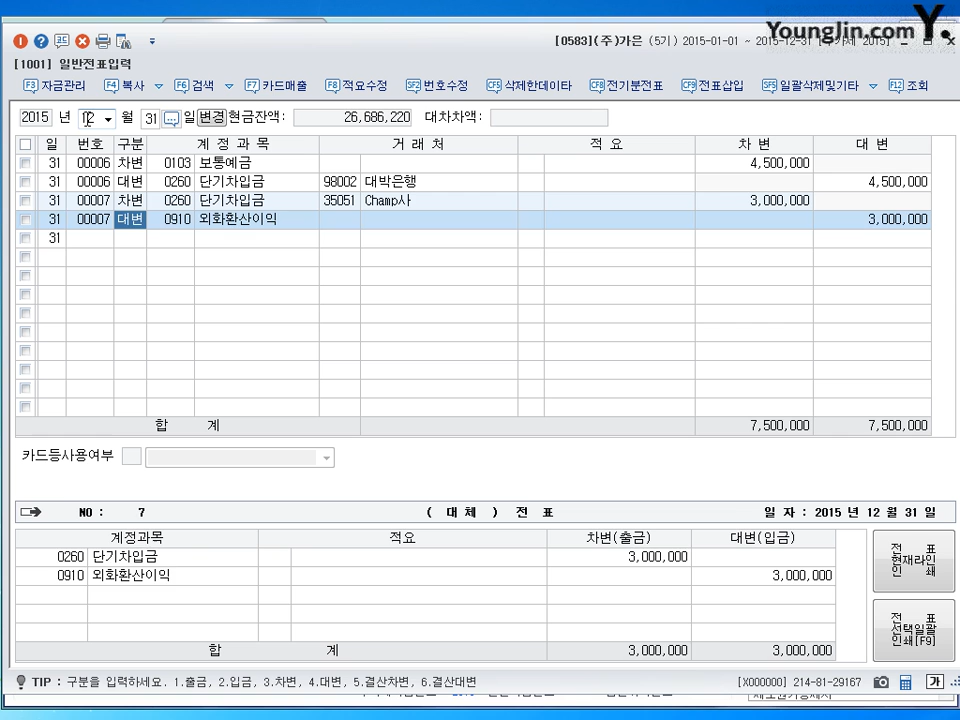 YoungJin.com Y.
[0583](주)가은 (5기) 2015-01-01 ~ 2015-12-31 2015]
[1001] 일반전표입력
F3 자금관리 F4 복사 F6 검색 F7 카드매출 F8 적요수정 SF2 번호수정 CF5 삭제한데이타 CF8 전기분전표 CF9 전표삽입 SF5 일괄삭제및기타 F12 조회
2015 년 12 월 31 일 변경 현금잔액: 26,686,220 대차차액:
일 번호 구분 계정과목 거래처 적요 차변 대변
31 00006 차변 0103 보통예금 4,500,000
31 00006 대변 0260 단기차입금 98002 대박은행 4,500,000
31 00007 차변 0260 단기차입금 35051 Champ사 3,000,000
31 00007 대변 0910 외화환산이익 3,000,000
31
합 계 7,500,000 7,500,000
카드등사용여부
NO : 7 ( 대체 ) 전 표 일 자 : 2015 년 12 월 31 일
계정과목 적요 차변(출금) 대변(입금)
0260 단기차입금 3,000,000
0910 외화환산이익 3,000,000
합 계 3,000,000 3,000,000
전 표
현재라인
인 쇄
전 표
선택일괄
인쇄[F9]
TIP : 구분을 입력하세요. 1.출금, 2.입금, 3.차변, 4.대변, 5.결산차변, 6.결산대변 [X000000] 214-81-29167 가